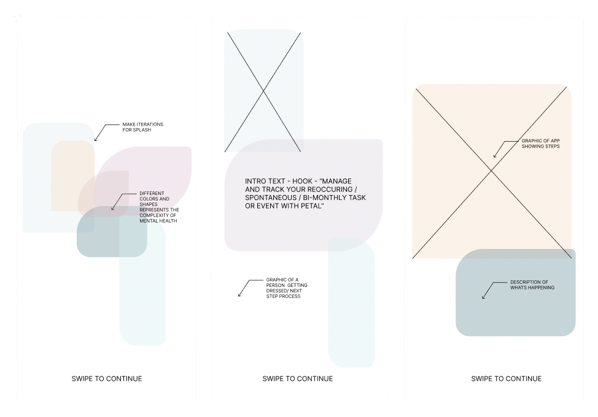 MAKE ITERATIONS
FOR SPLASH
DIFFERENT
COLORS AND
SHAPES
REPRESENTS THE
COMPLEXITY OF
MENTAL HEALTH
SWIPE TO CONTINUE
INTRO TEXT - HOOK - "MANAGE
AND TRACK YOUR REOCCURING /
SPONTANEOUS / BI-MONTHLY TASK
OR EVENT WITH PETAL"
GRAPHIC OF A
PERSON GETTING
DRESSED/ NEXT
STEP PROCESS
SWIPE TO CONTINUE
GRAPHIC OF APP
SHOWING STEPS
DESCRIPTION OF
WHATS HAPPENING
SWIPE TO CONTINUE